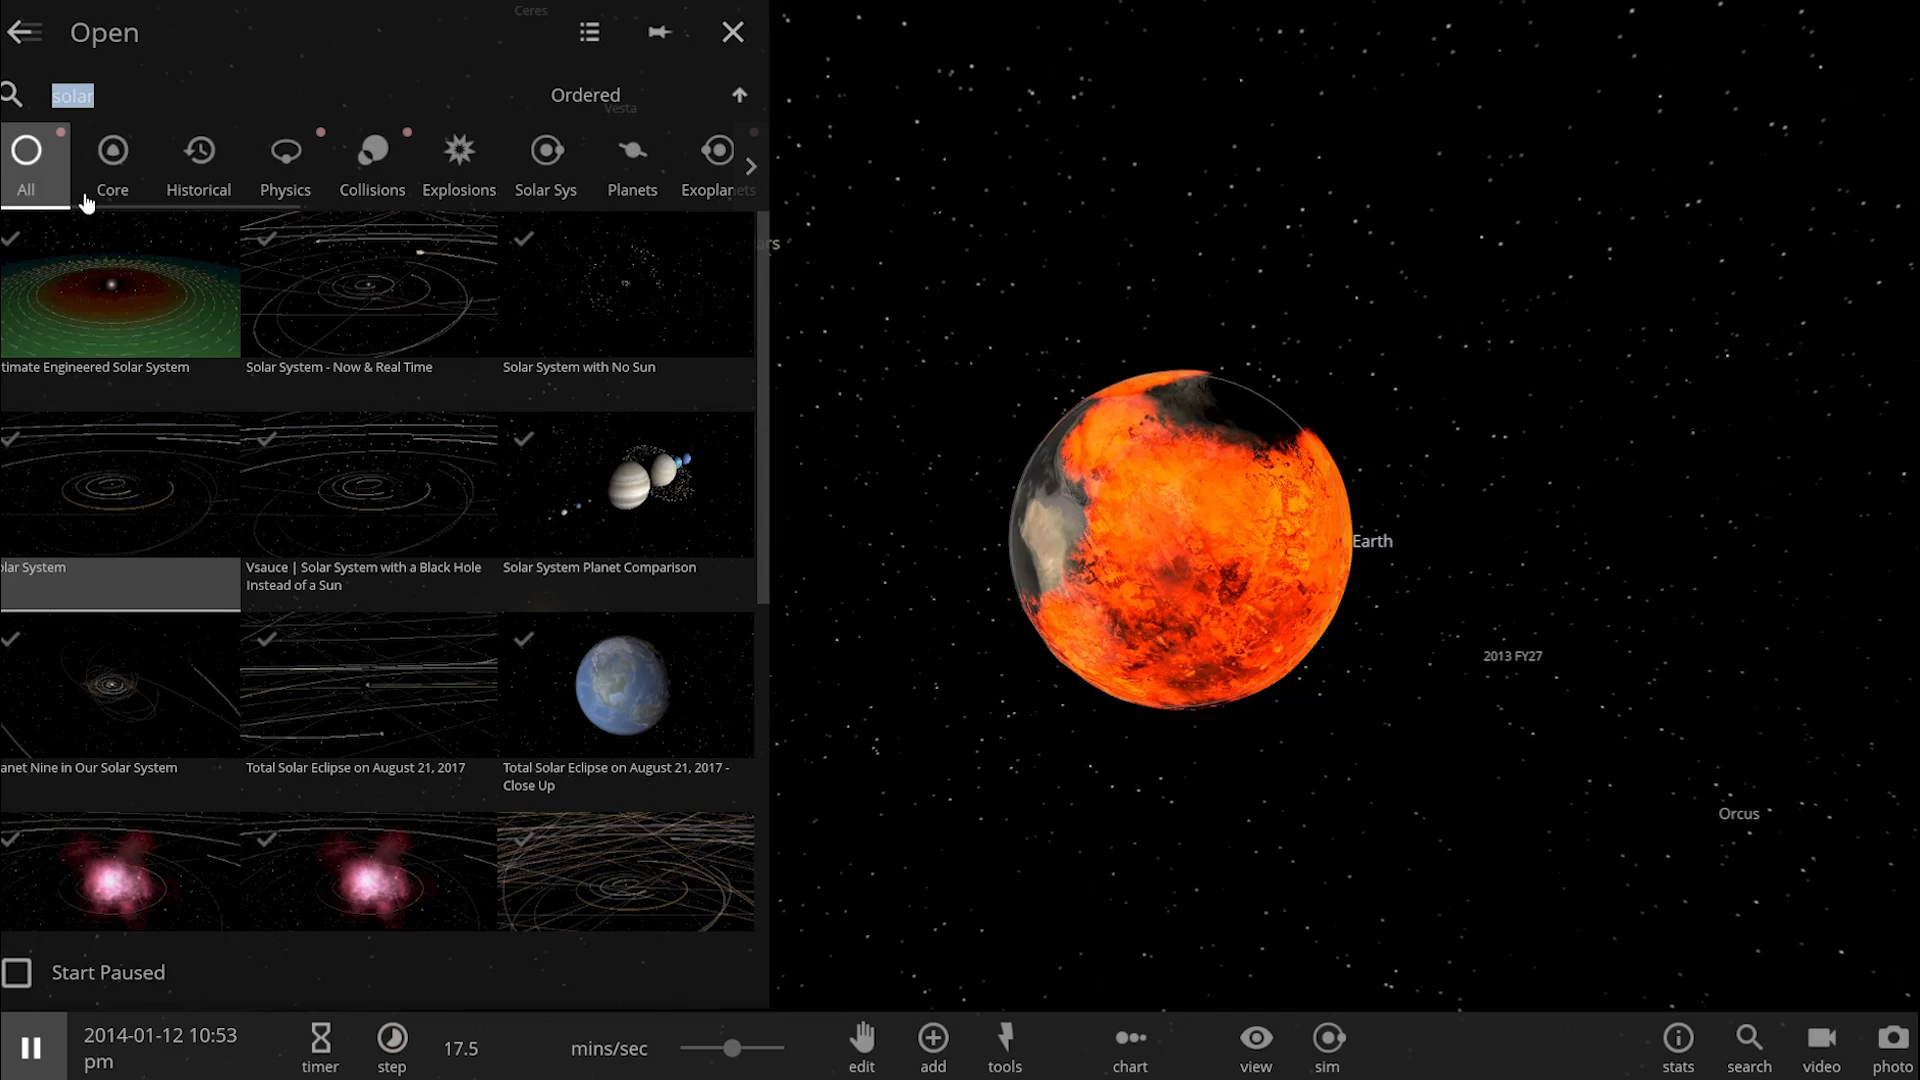 Ceres
Open
solar
Ordered
Vesta
All
Core
Historical
Physics
Collisions
Explosions
Solar Sys
Planets
Exoplanets
ars
timate Engineered Solar System
Solar System - Now & Real Time
Solar System with No Sun
olar System
Vsauce | Solar System with a Black Hole
Instead of a Sun
Solar System Planet Comparison
anet Nine in Our Solar System
Total Solar Eclipse on August 21, 2017
Total Solar Eclipse on August 21, 2017 -
Close Up
Start Paused
Earth
2013 FY27
Orcus
2014-01-12 10:53
pm
timer
step
17.5
mins/sec
edit
add
tools
chart
view
sim
stats
search
video
photo